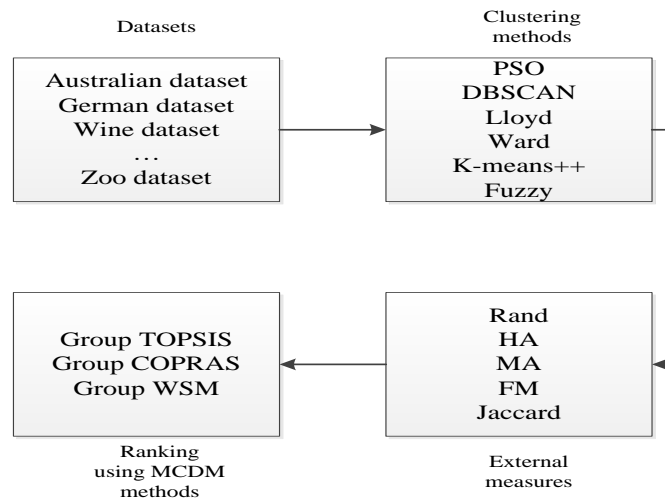 Datasets
Australian dataset
German dataset
Wine dataset
…
Zoo dataset
Clustering
methods
PSO
DBSCAN
Lloyd
Ward
K-means++
Fuzzy
Rand
HA
MA
FM
Jaccard
External
measures
Group TOPSIS
Group COPRAS
Group WSM
Ranking
using MCDM
methods